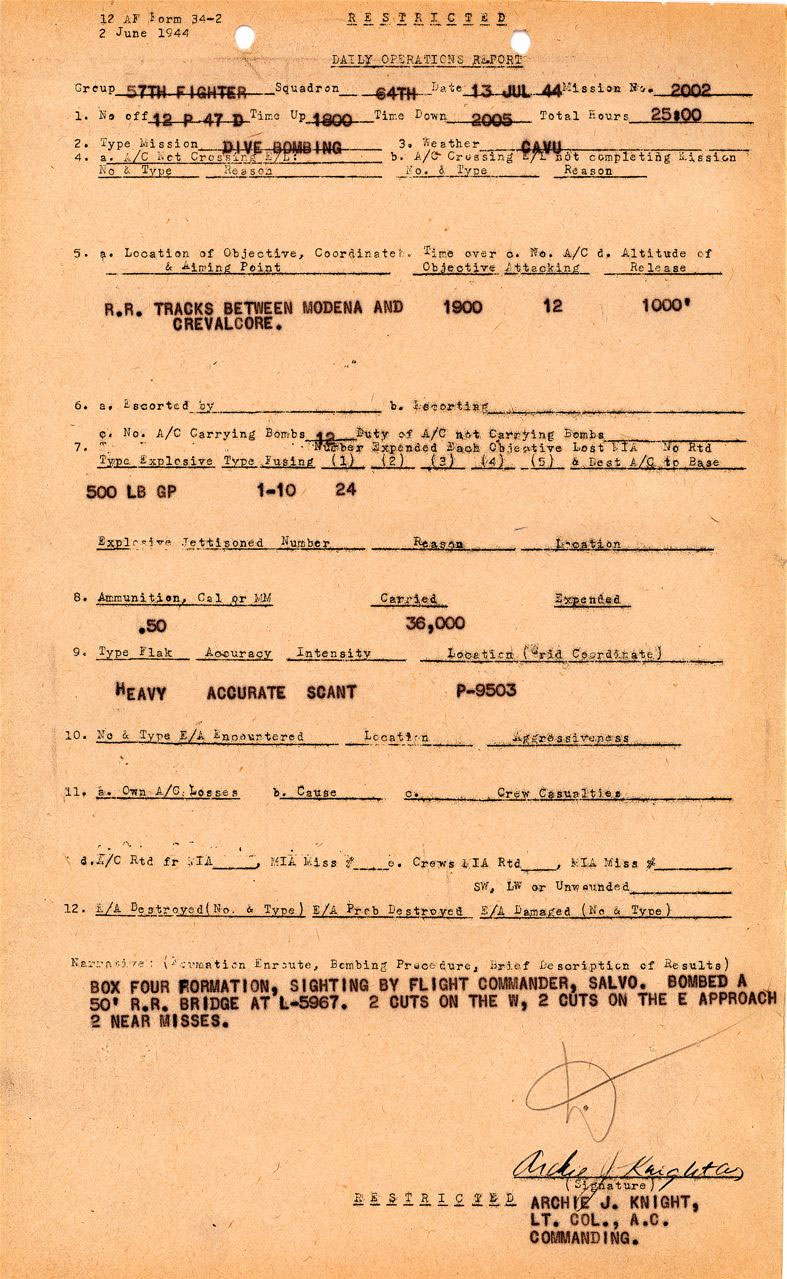 12 AF Form 34-2
2 June 1944
RESTRICTED
DAILY OPERATIONS REPORT
Group 57TH FIGHTER Squadron 64TH Date 13 JUL 44 Mission No. 2002
1. No off 12 P-47 D Time Up 1800 Time Down 2005 Total Hours 25:00
2. Type Mission DIVE BOMBING 3. Weather CAVU
4. a. A/C Not Crossing E/L: b. A/C Crossing E/L not completing Mission
No & Type Reason No. & Type Reason
5. a. Location of Objective, Coordinate. Time over c. No. A/C d. Altitude of
& Aiming Point Objective Attacking Release
R.R. TRACKS BETWEEN MODENA AND 1900 12 1000'
CREVALCORE.
6. a. Escorted by b. Escorting
c. No. A/C Carrying Bombs 12 Duty of A/C not Carrying Bombs
7. Number Expended Each Objective Lost MIA No Rtd
Type Explosive Type Fusing (1) (2) (3) (4) (5) & Dest A/C to Base
500 LB GP 1-10 24
Explosive Jettisoned Number Reason Location
8. Ammunition, Cal or MM Carried Expended
.50 36,000
9. Type Flak Accuracy Intensity Location (Grid Coordinate)
HEAVY ACCURATE SCANT P-9503
10. No & Type E/A Encountered Location Aggressiveness
11. a. Own A/C Losses b. Cause c. Crew Casualties
d. A/C Rtd fr MIA , MIA Miss # e. Crews MIA Rtd , MIA Miss #
SW, LW or Unwounded
12. E/A Destroyed(No. & Type) E/A Prob Destroyed E/A Damaged (No & Type)
Narrative: (Formation Enroute, Bombing Procedure, Brief Description of Results)
BOX FOUR FORMATION, SIGHTING BY FLIGHT COMMANDER, SALVO. BOMBED A
50' R.R. BRIDGE AT L-5967. 2 CUTS ON THE W, 2 CUTS ON THE E APPROACH
2 NEAR MISSES.
Archie J Knight
(Signature)
RESTRICTED
ARCHIE J. KNIGHT,
LT. COL., A.C.
COMMANDING.